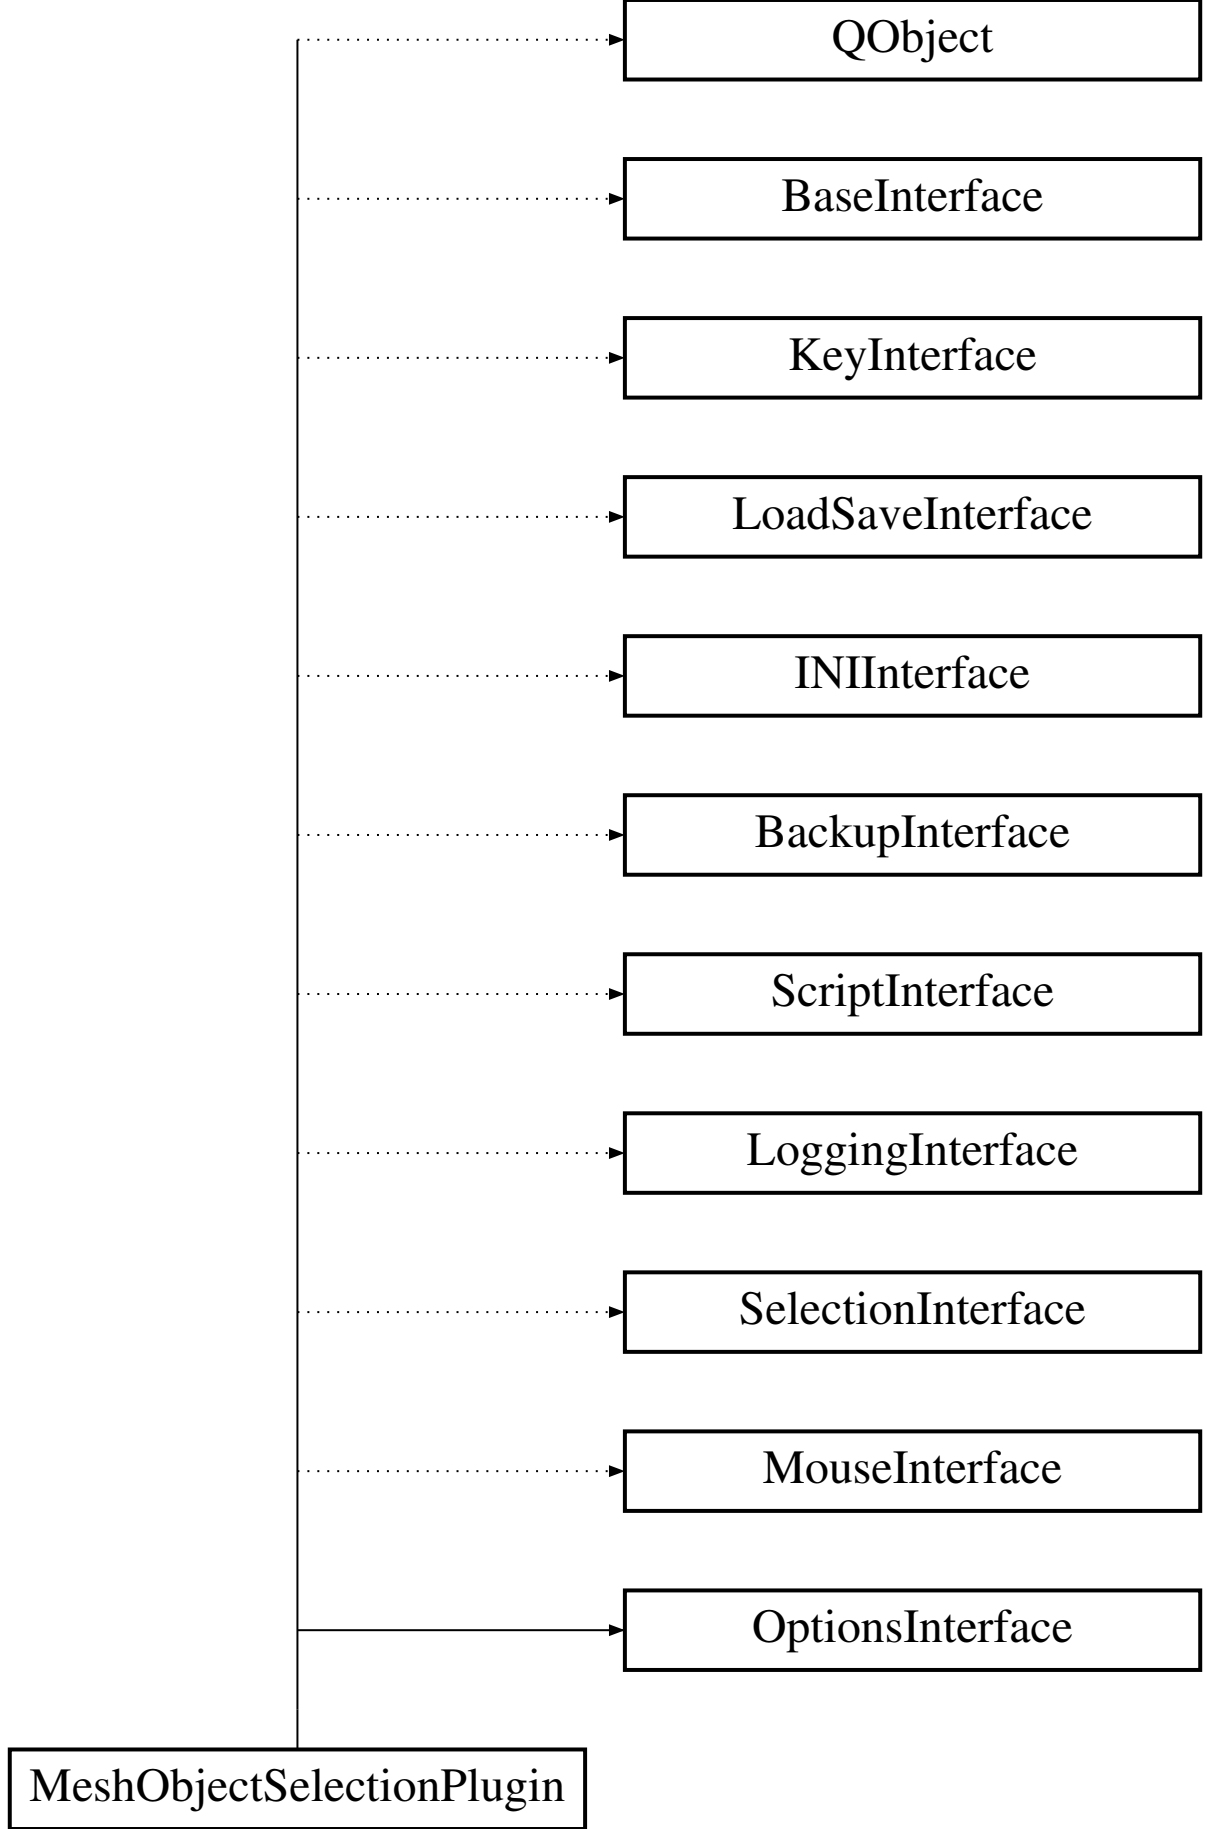 QObject
BaseInterface
KeyInterface
LoadSaveInterface
INIInterface
BackupInterface
ScriptInterface
LoggingInterface
SelectionInterface
MouseInterface
OptionsInterface
MeshObjectSelectionPlugin